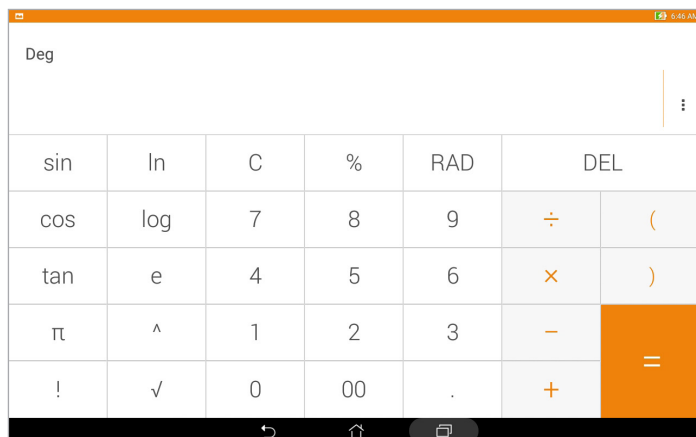 6:46 AM
Deg
sin ln C % RAD DEL
cos log 7 8 9 ÷ (
tan e 4 5 6 × )
π ^ 1 2 3 − =
! √ 0 00 . +